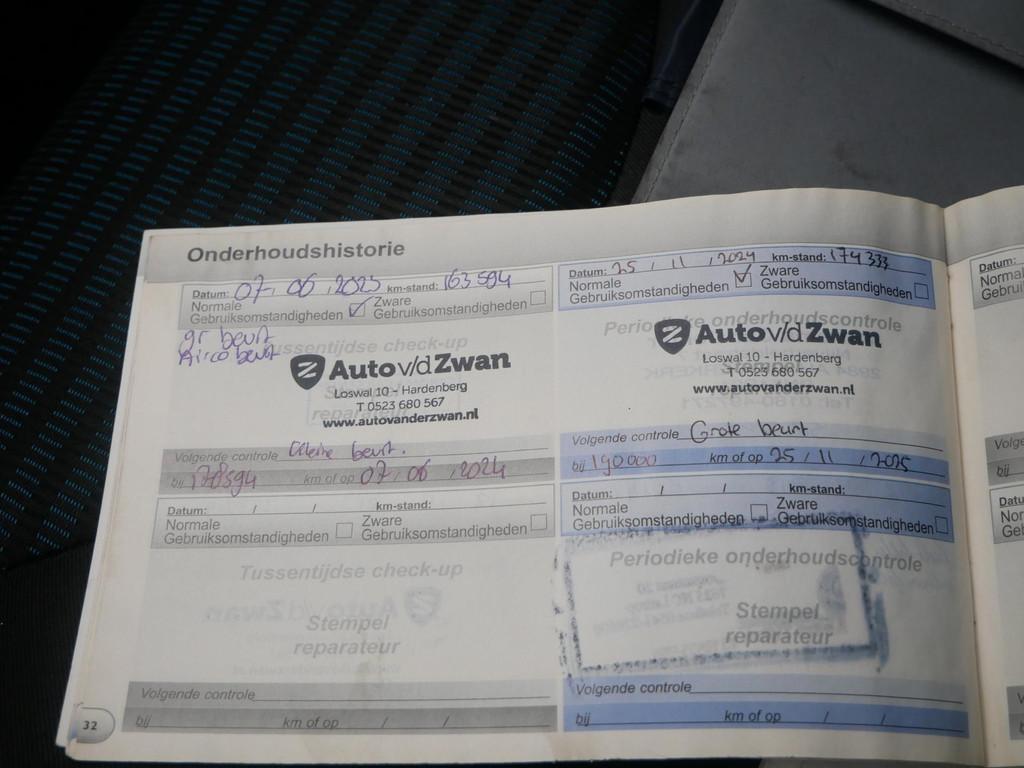 Onderhoudshistorie
Datum: 07, 06, 2023 km-stand: 163594
Normale Gebruiksomstandigheden
Zware Gebruiksomstandigheden
gr beurt
Airco beurt
Tussentijdse check-up
Auto v/d Zwan
Loswal 10 - Hardenberg
T 0523 680 567
www.autovanderzwan.nl
Volgende controle Kleine beurt.
bij 178594 km of op 07, 06, 2024
Datum: 25 / 11 / 2024 km-stand: 174333
Normale Gebruiksomstandigheden
Zware Gebruiksomstandigheden
Periodieke onderhoudscontrole
Auto v/d Zwan
Loswal 10 - Hardenberg
T 0523 680 567
www.autovanderzwan.nl
Volgende controle Grote beurt
bij 190000 km of op 25 / 11 / 2025
Datum: / / km-stand:
Normale Gebruiksomstandigheden
Zware Gebruiksomstandigheden
Tussentijdse check-up
Stempel
reparateur
Volgende controle
bij km of op / /
Datum: / / km-stand:
Normale Gebruiksomstandigheden
Zware Gebruiksomstandigheden
Periodieke onderhoudscontrole
Stempel
reparateur
Volgende controle
bij km of op / /
32